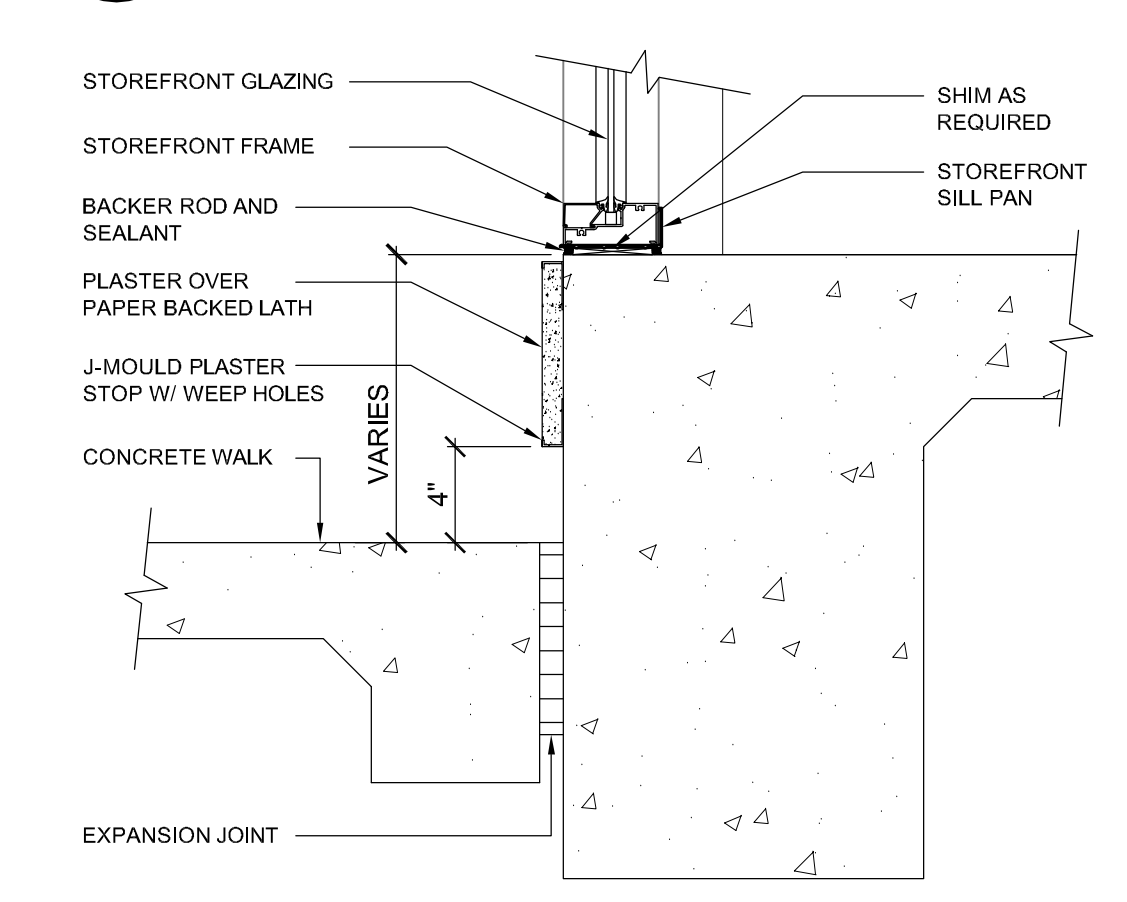 STOREFRONT GLAZING
STOREFRONT FRAME
BACKER ROD AND
SEALANT
PLASTER OVER
PAPER BACKED LATH
J-MOULD PLASTER
STOP W/ WEEP HOLES
CONCRETE WALK
EXPANSION JOINT
VARIES
4"
SHIM AS
REQUIRED
STOREFRONT
SILL PAN